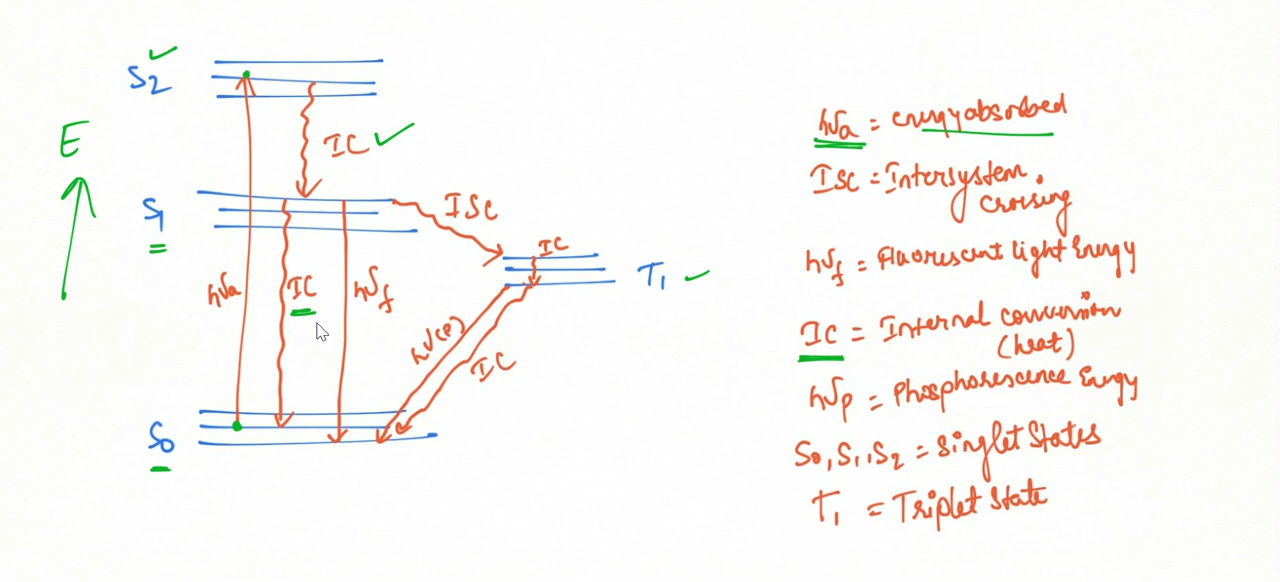 S2
IC
E
S1
ISC
IC
T1
hνa
IC
hνf
hν(P)
IC
S0
hνa = energy absorbed
ISC = Intersystem
crossing
hνf = Fluorescent light Energy
IC = Internal conversion
(heat)
hνp = Phosphorescence Energy
S0, S1, S2 = Singlet States
T1 = Triplet State